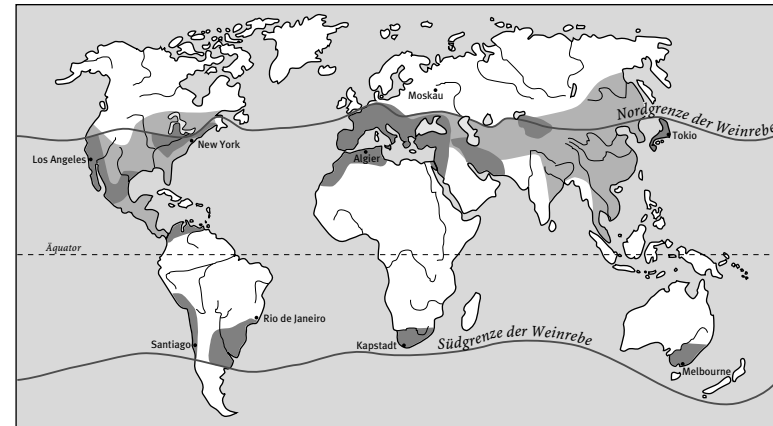 Moskau
Nordgrenze der Weinrebe
New York
Tokio
Los Angeles
Algier
Äquator
Rio de Janeiro
Santiago
Kapstadt
Südgrenze der Weinrebe
Melbourne